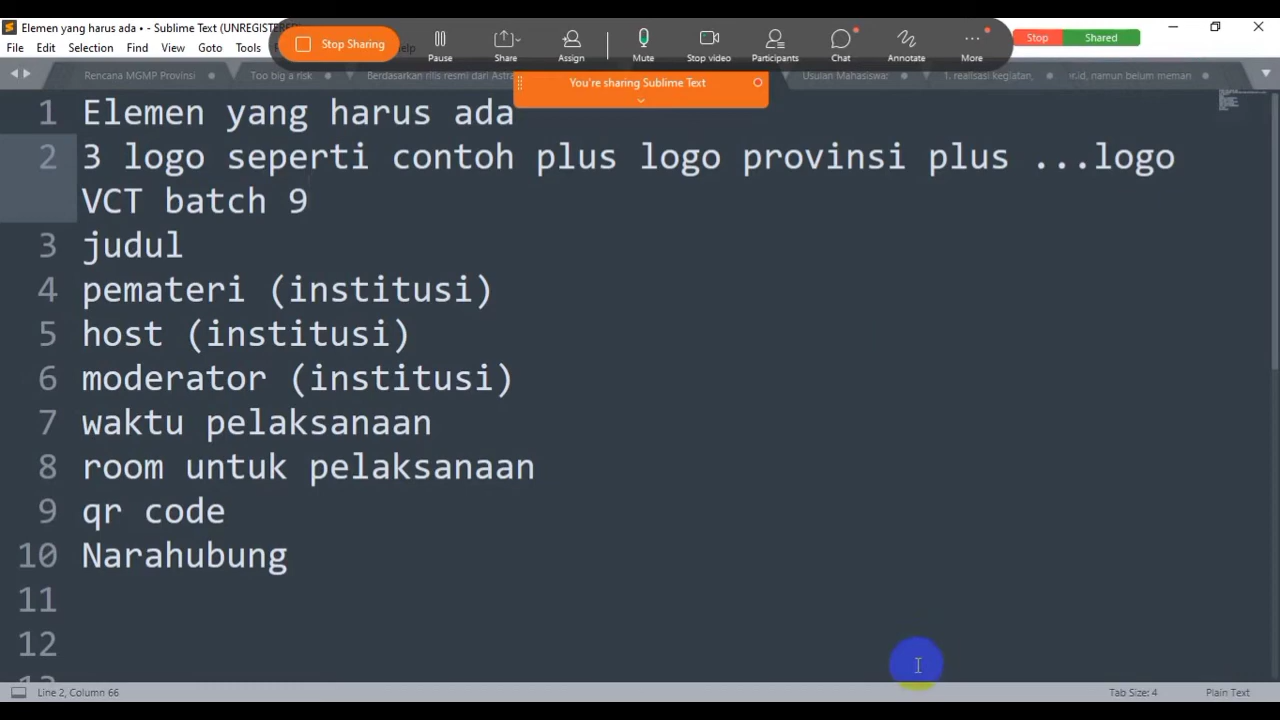 Elemen yang harus ada • - Sublime Text (UNREGISTERE
Stop Sharing
Pause
Share
Assign
Mute
Stop video
Participants
Chat
Annotate
More
Stop
Shared
File Edit Selection Find View Goto Tools
Rencana MGMP Provinsi
Too big a risk
Berdasarkan rilis resmi dari Astra
You're sharing Sublime Text
Usulan Mahasiswa:
1. realisasi kegiatan,
r.id, namun belum meman
1 Elemen yang harus ada
2 3 logo seperti contoh plus logo provinsi plus ...logo
VCT batch 9
3 judul
4 pemateri (institusi)
5 host (institusi)
6 moderator (institusi)
7 waktu pelaksanaan
8 room untuk pelaksanaan
9 qr code
10 Narahubung
11
12
Line 2, Column 66
Tab Size: 4
Plain Text